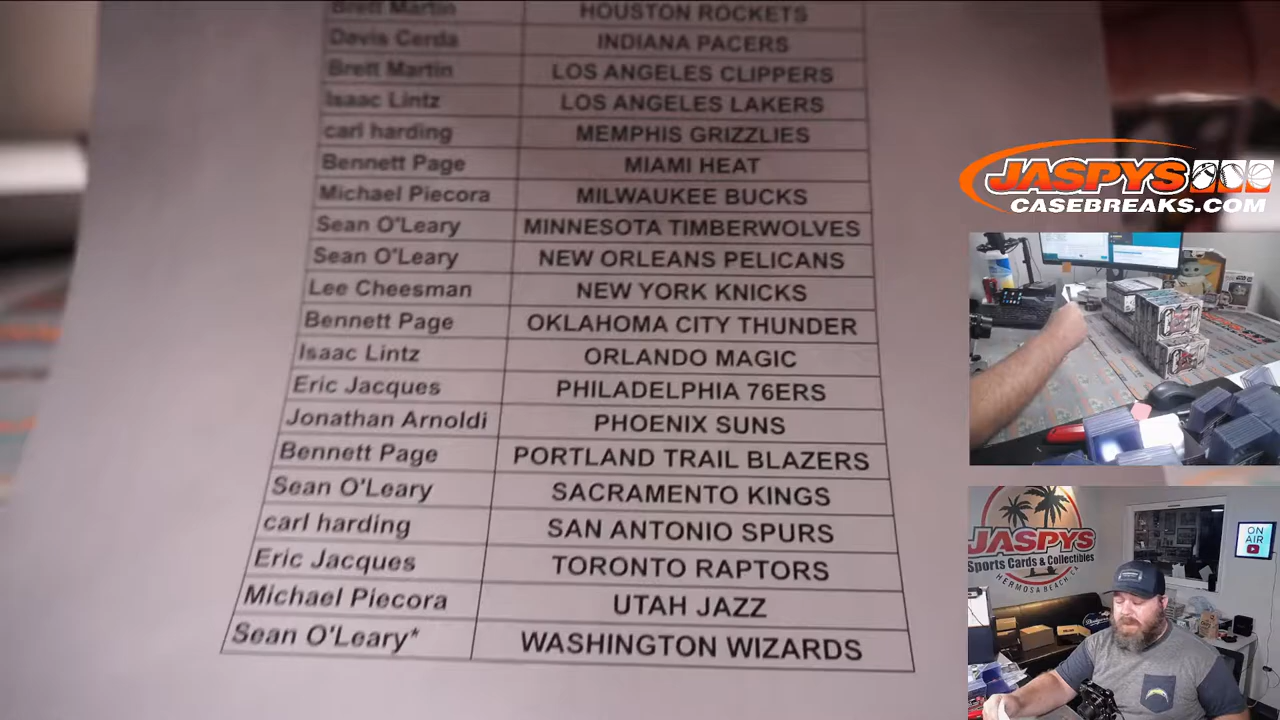 Brett Martin HOUSTON ROCKETS
Davis Cerda INDIANA PACERS
Brett Martin LOS ANGELES CLIPPERS
Isaac Lintz LOS ANGELES LAKERS
carl harding MEMPHIS GRIZZLIES
Bennett Page MIAMI HEAT
Michael Piecora MILWAUKEE BUCKS
Sean O'Leary MINNESOTA TIMBERWOLVES
Sean O'Leary NEW ORLEANS PELICANS
Lee Cheesman NEW YORK KNICKS
Bennett Page OKLAHOMA CITY THUNDER
Isaac Lintz ORLANDO MAGIC
Eric Jacques PHILADELPHIA 76ERS
Jonathan Arnoldi PHOENIX SUNS
Bennett Page PORTLAND TRAIL BLAZERS
Sean O'Leary SACRAMENTO KINGS
carl harding SAN ANTONIO SPURS
Eric Jacques TORONTO RAPTORS
Michael Piecora UTAH JAZZ
Sean O'Leary* WASHINGTON WIZARDS
JASPYS
CASEBREAKS.COM
JASPYS
Sports Cards & Collectibles
HERMOSA BEACH, CA
ON
AIR